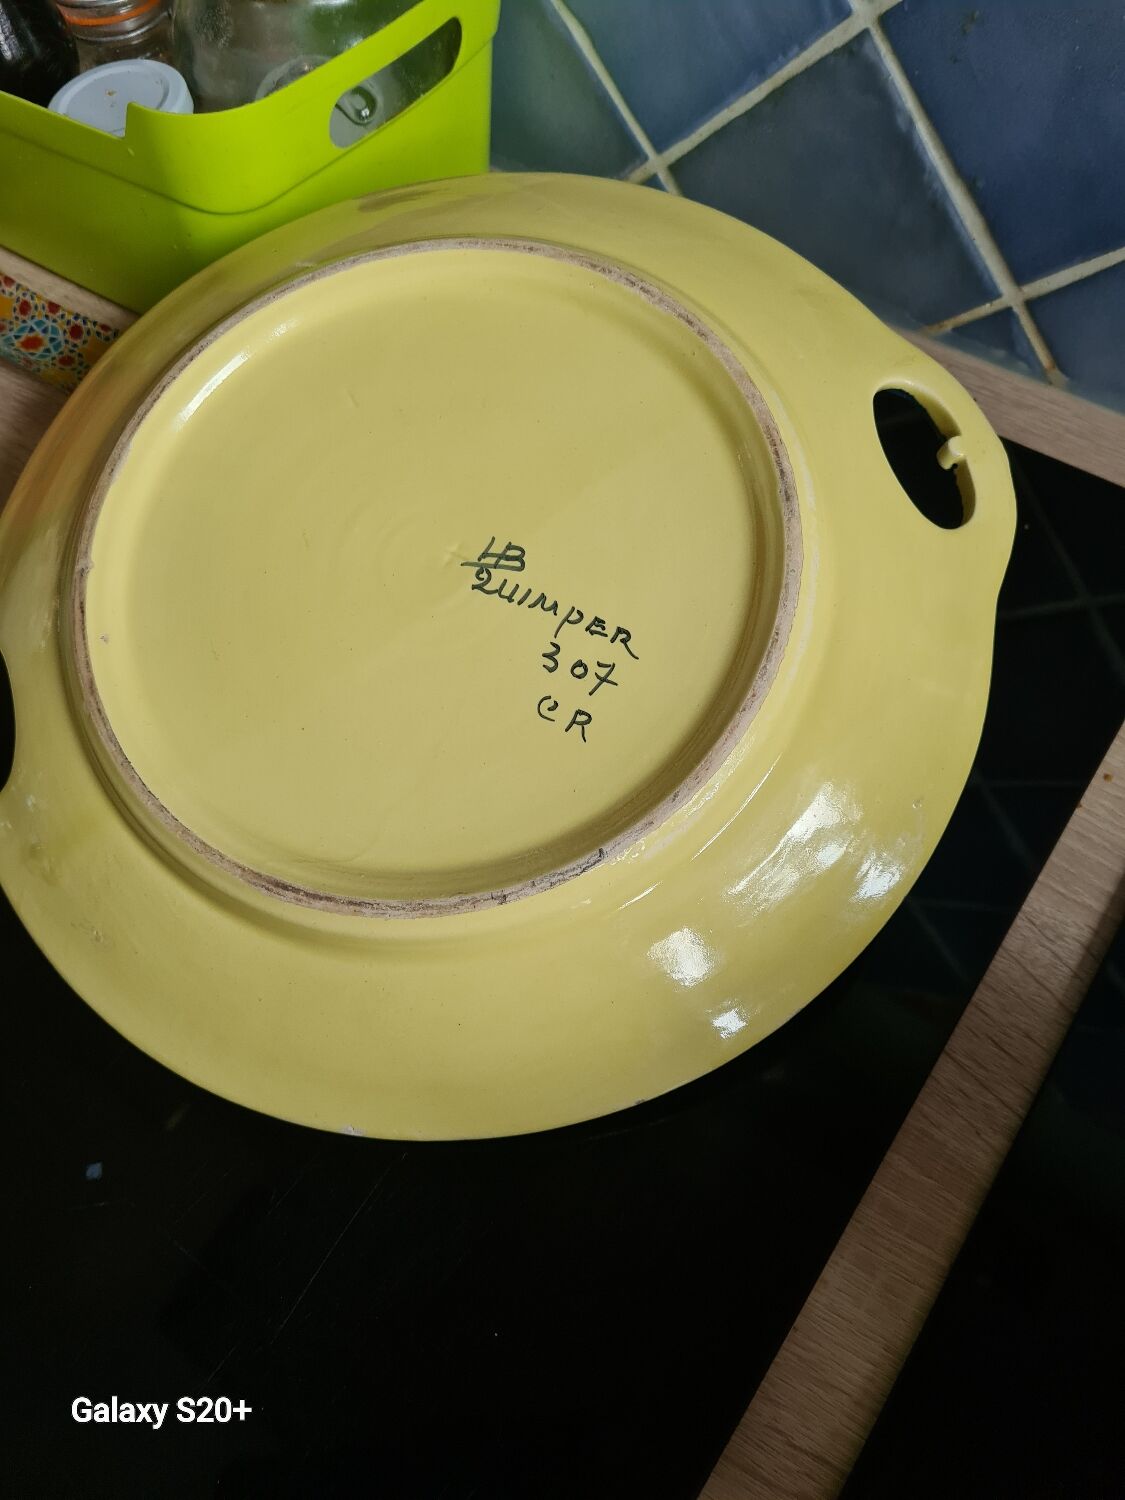 HB
QUIMPER
307
CR
Galaxy S20+